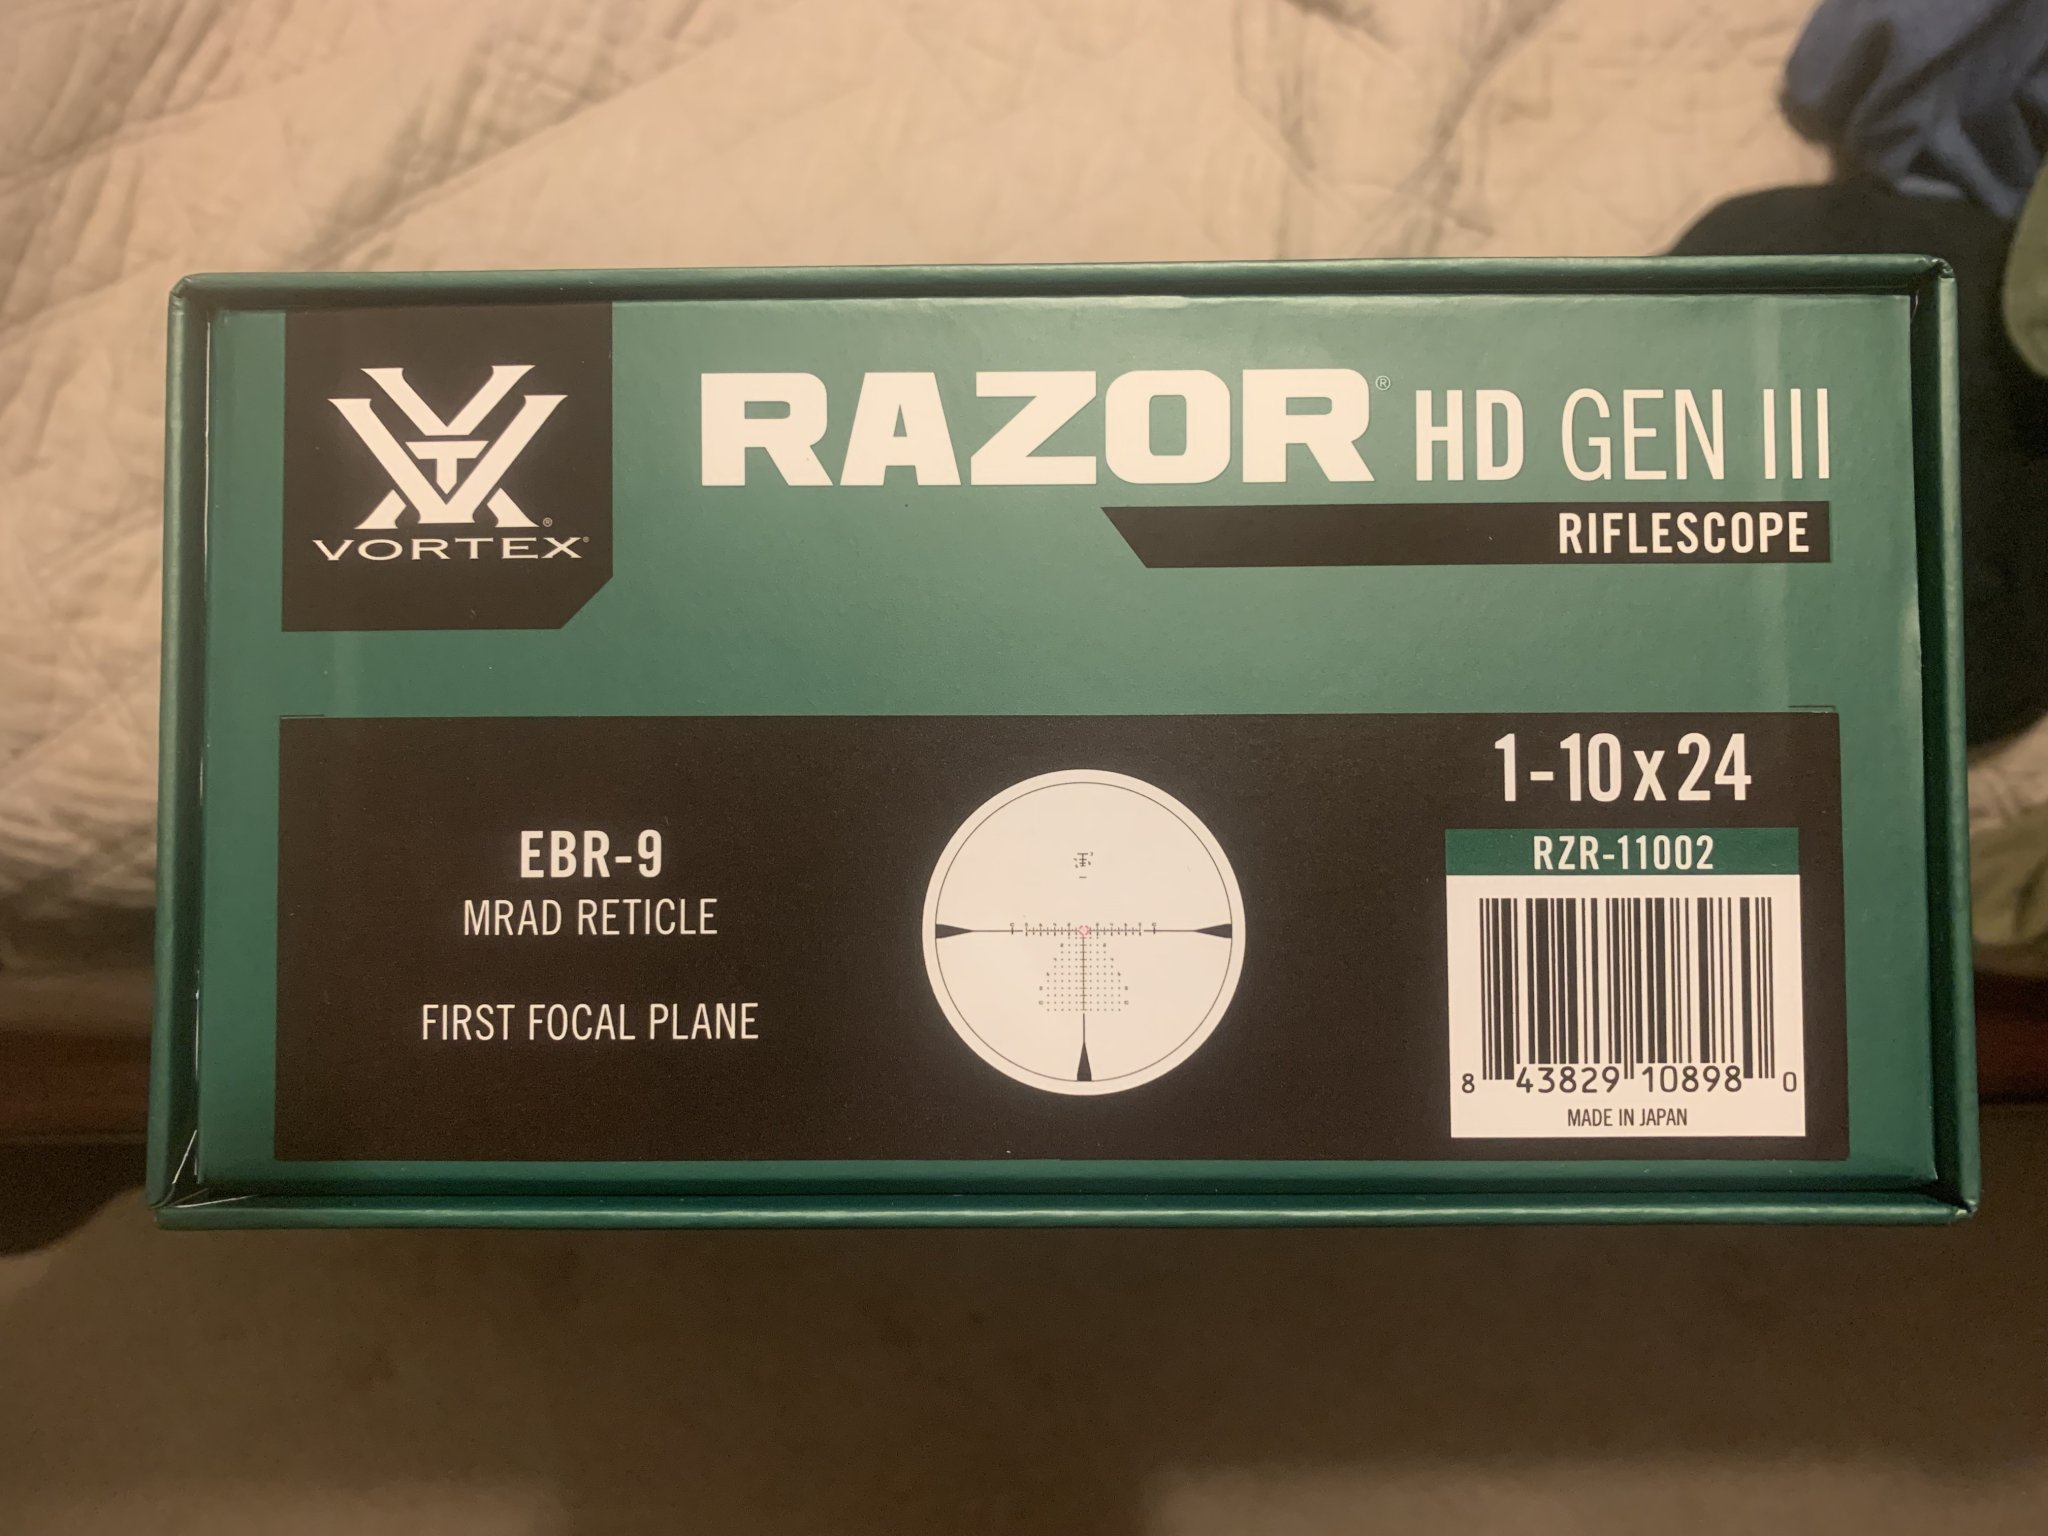 VORTEX®
RAZOR® HD GEN III
RIFLESCOPE
EBR-9
MRAD RETICLE
FIRST FOCAL PLANE
1-10x24
RZR-11002
8 43829 10898 0
MADE IN JAPAN